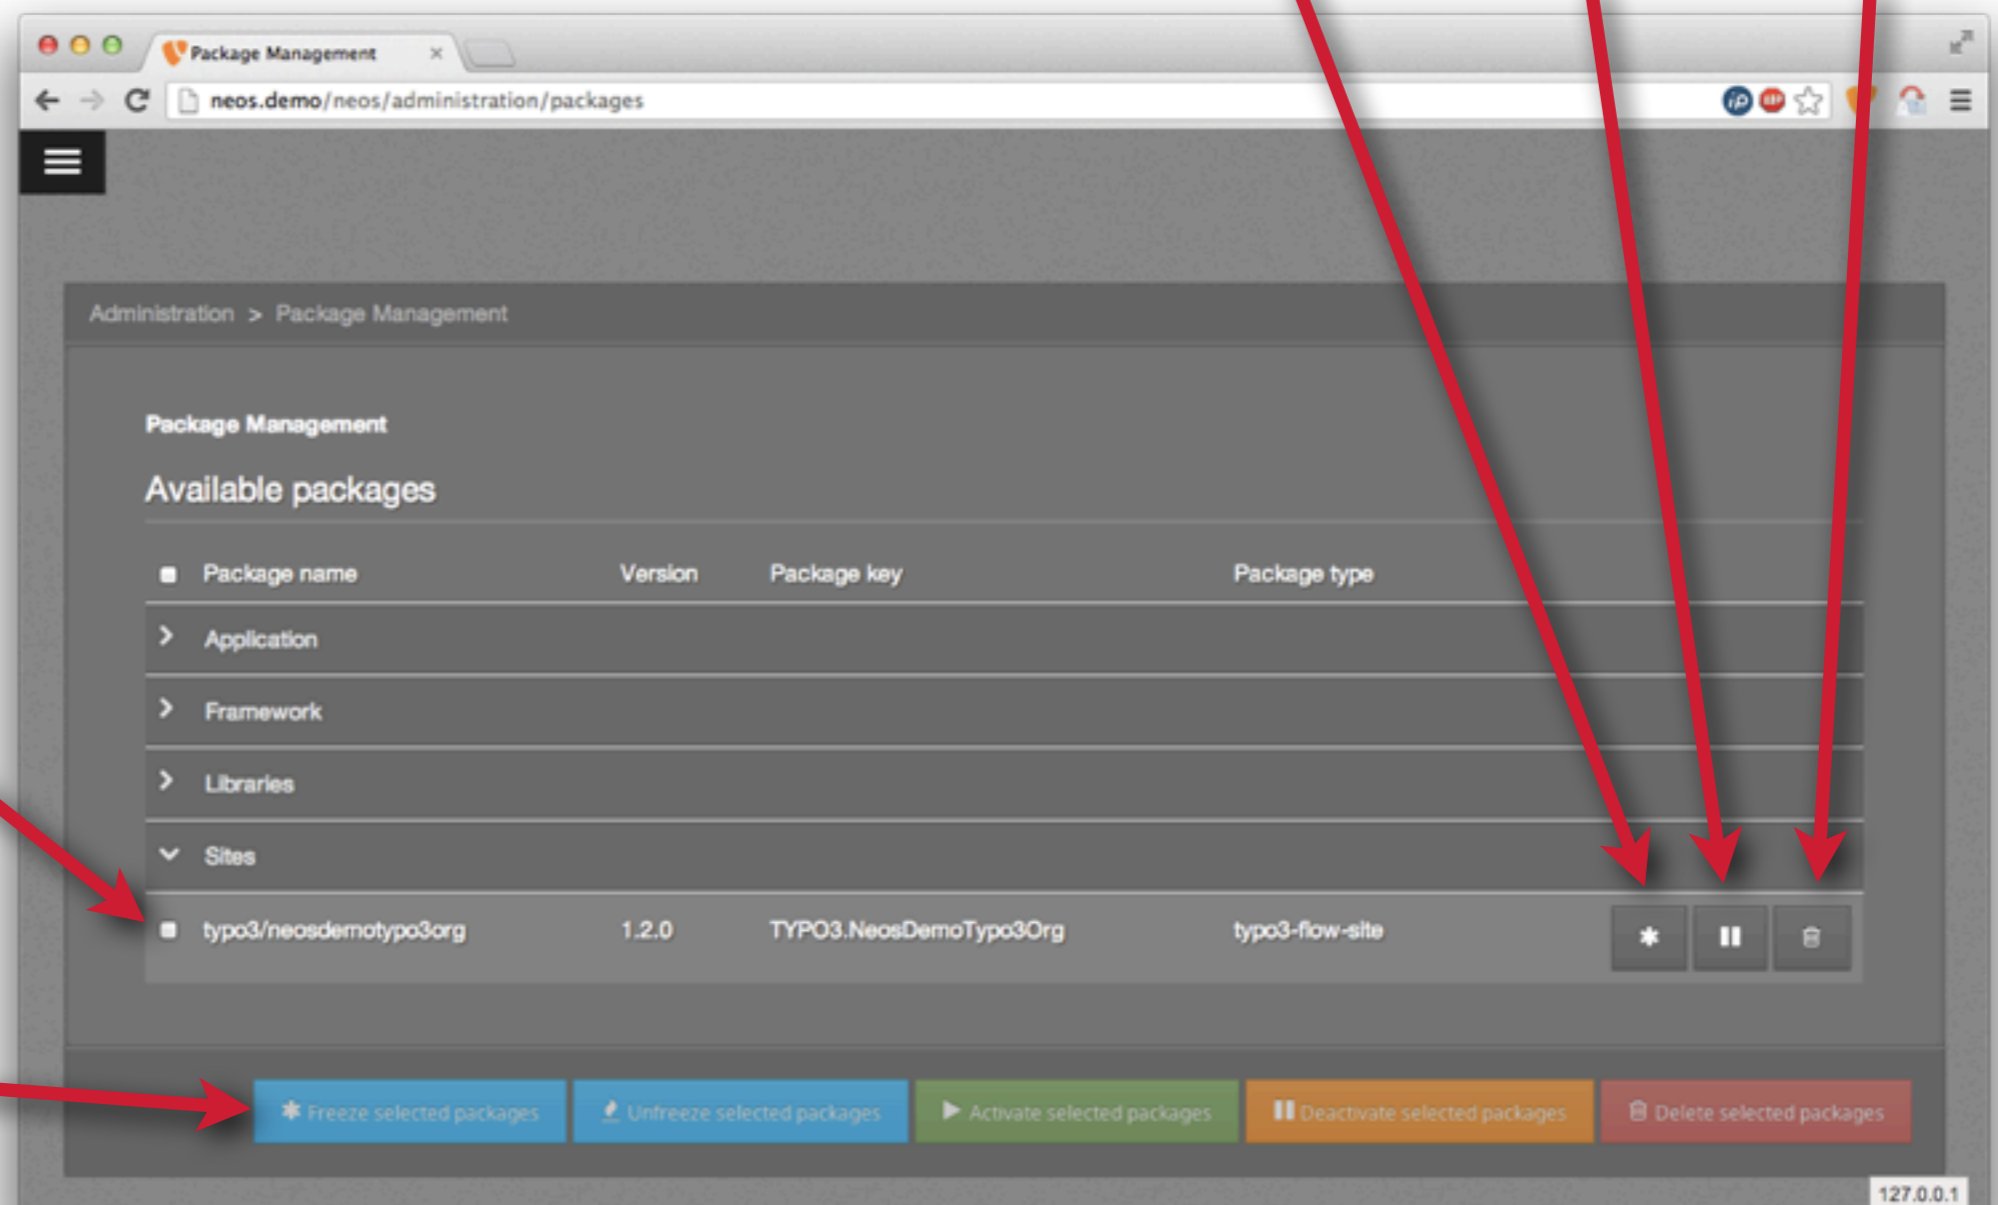 Package Management
neos.demo/neos/administration/packages
Administration > Package Management
Package Management
Available packages
Package name Version Package key Package type
Application
Framework
Libraries
Sites
typo3/neosdemotypo3org 1.2.0 TYPO3.NeosDemoTypo3Org typo3-flow-site
Freeze selected packages Unfreeze selected packages Activate selected packages Deactivate selected packages Delete selected packages
127.0.0.1